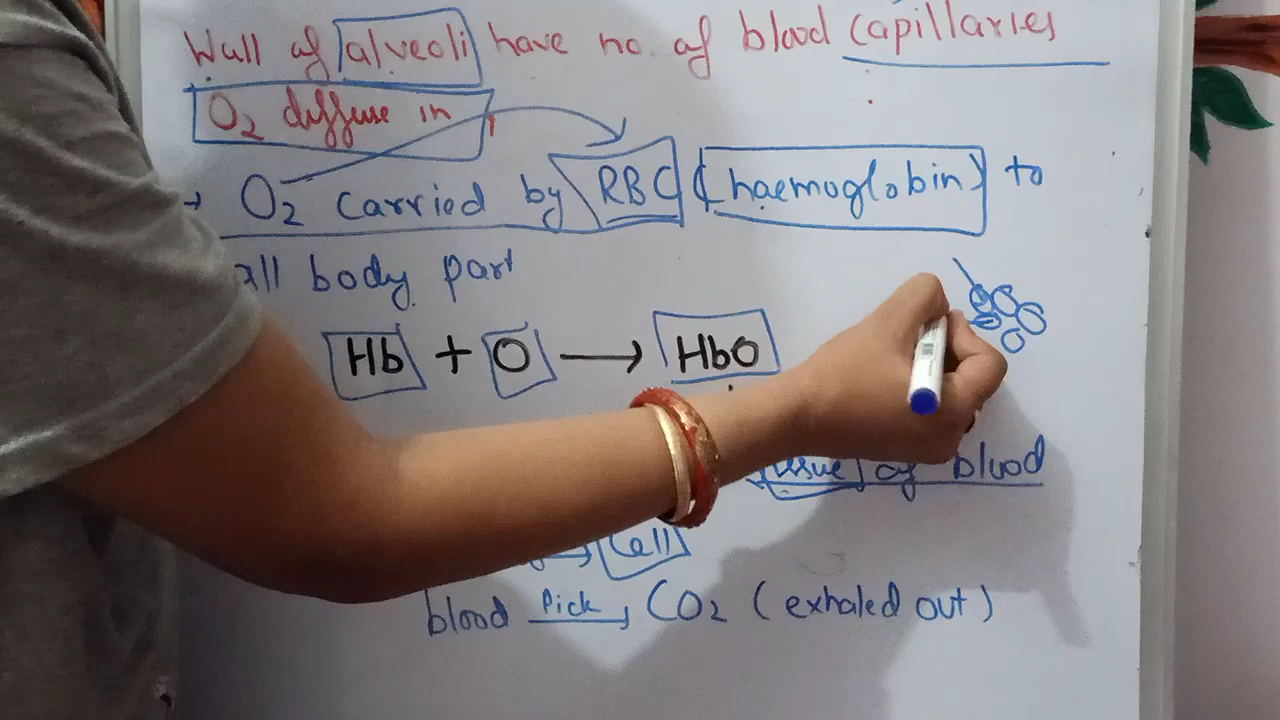 Wall of alveoli have no. of blood capillaries
O2 diffuse in
→ O2 carried by RBC (haemoglobin) to
all body part
Hb + O → HbO
tissue of blood
→ Cell
blood Pick → CO2 (exhaled out)